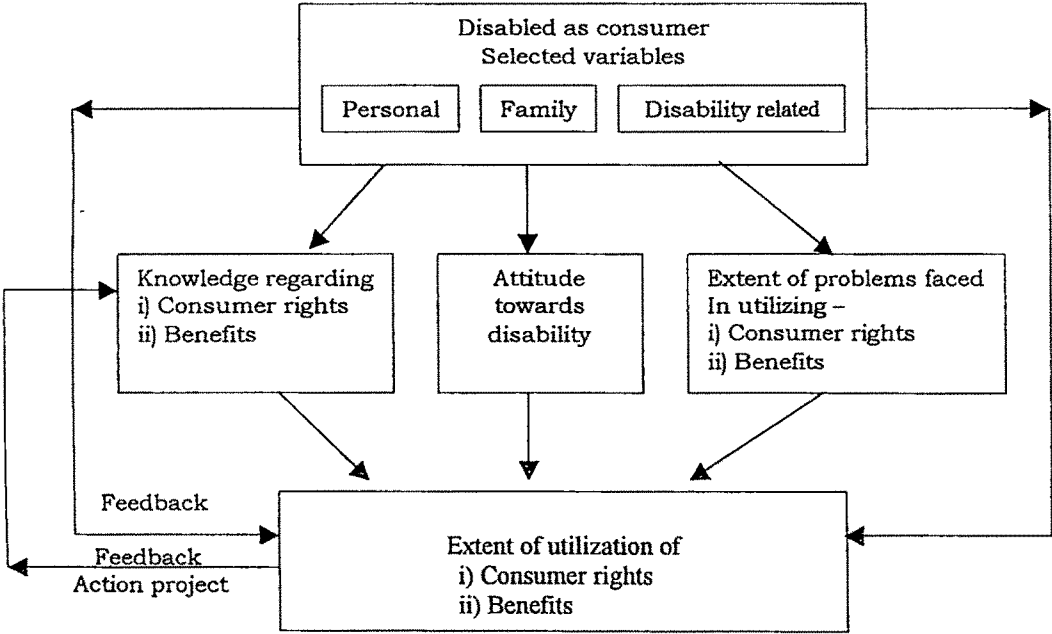 Disabled as consumer
Selected variables
Personal
Family
Disability related
Knowledge regarding
i) Consumer rights
ii) Benefits
Attitude
towards
disability
Extent of problems faced
In utilizing –
i) Consumer rights
ii) Benefits
Feedback
Feedback
Action project
Extent of utilization of
i) Consumer rights
ii) Benefits